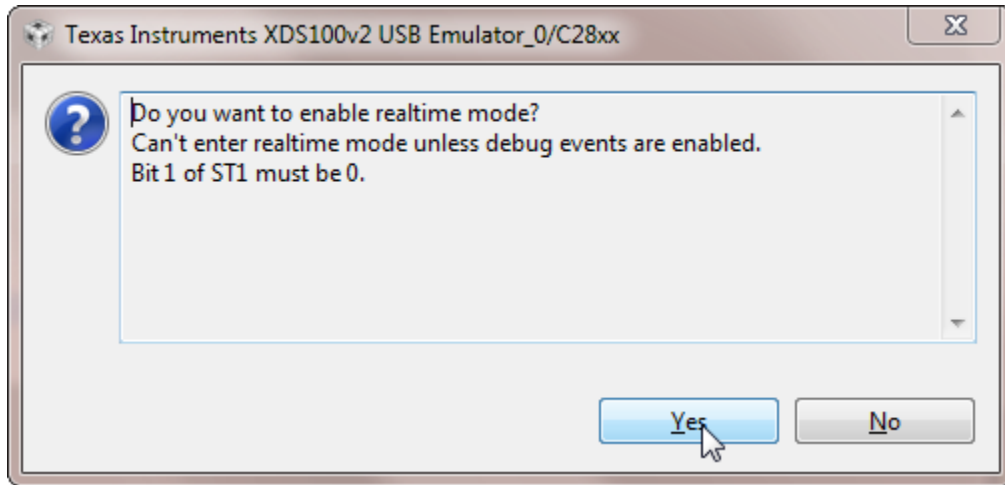 Texas Instruments XDS100v2 USB Emulator_0/C28xx
Do you want to enable realtime mode?
Can't enter realtime mode unless debug events are enabled.
Bit 1 of ST1 must be 0.
Yes
No